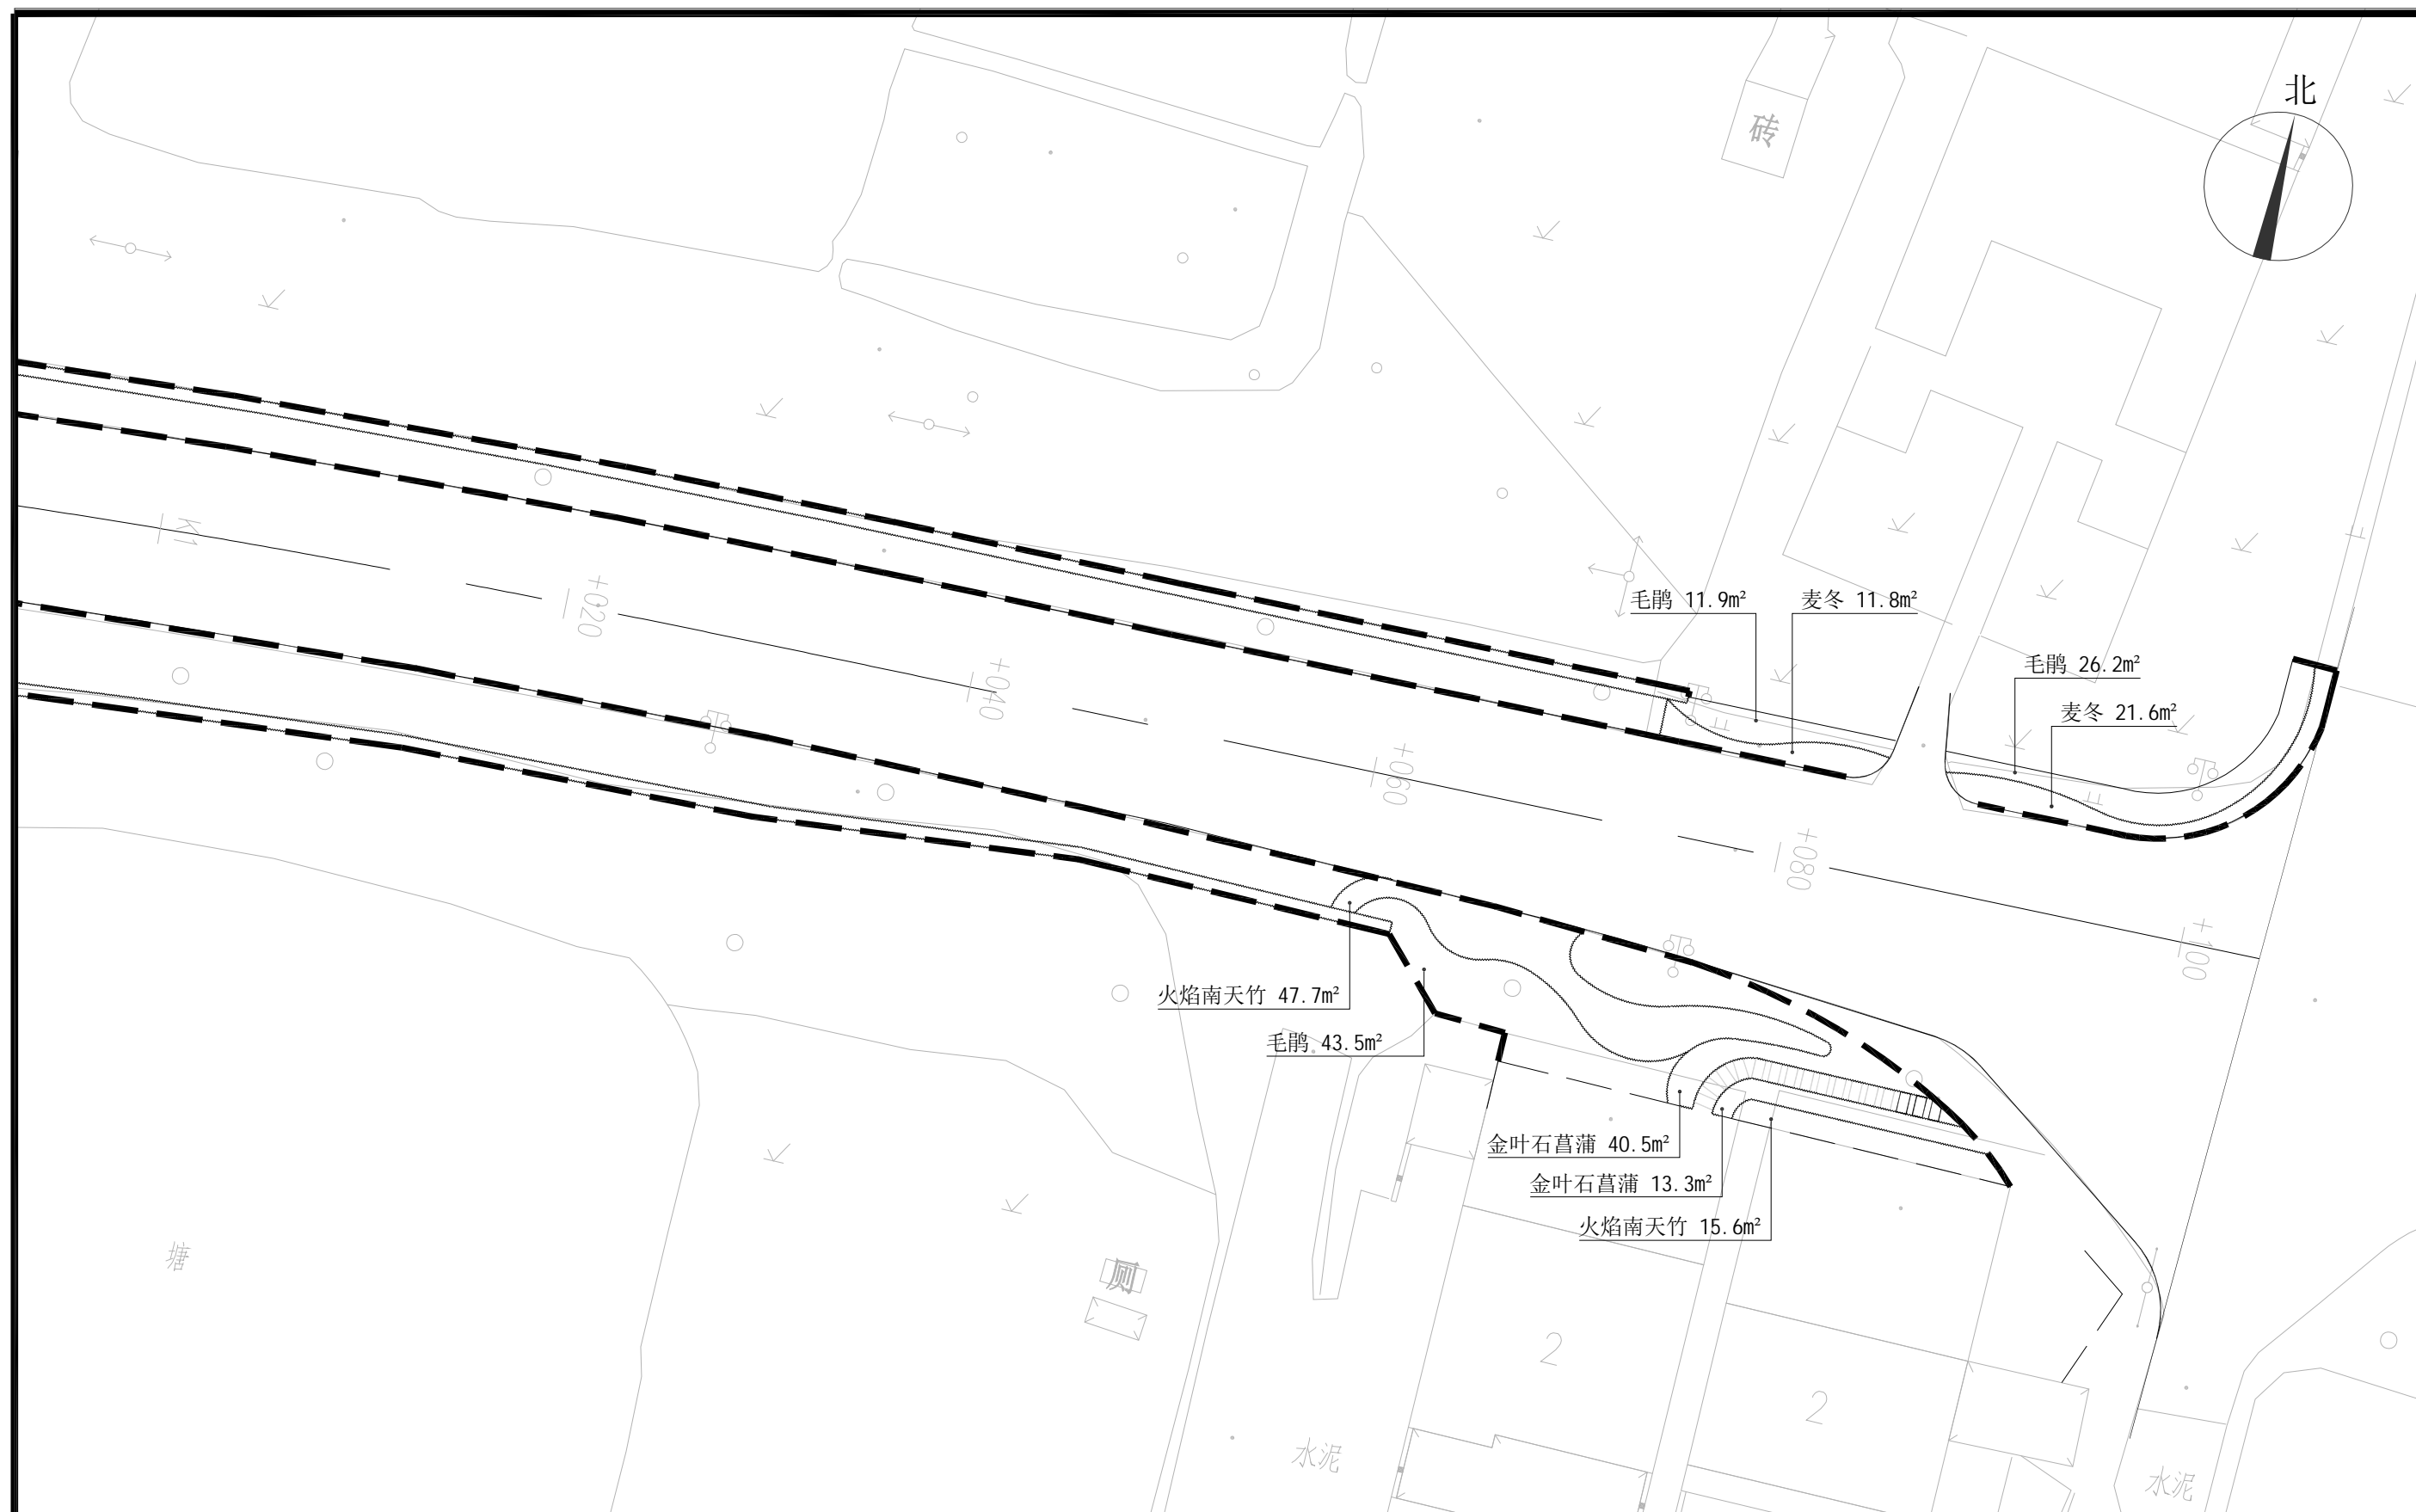 北
砖
K1
+020
+040
毛鹃 11.9m²
麦冬 11.8m²
毛鹃 26.2m²
麦冬 21.6m²
+060
+080
+01
火焰南天竹 47.7m²
毛鹃 43.5m²
金叶石菖蒲 40.5m²
金叶石菖蒲 13.3m²
火焰南天竹 15.6m²
塘
厕
2
2
水泥
水泥